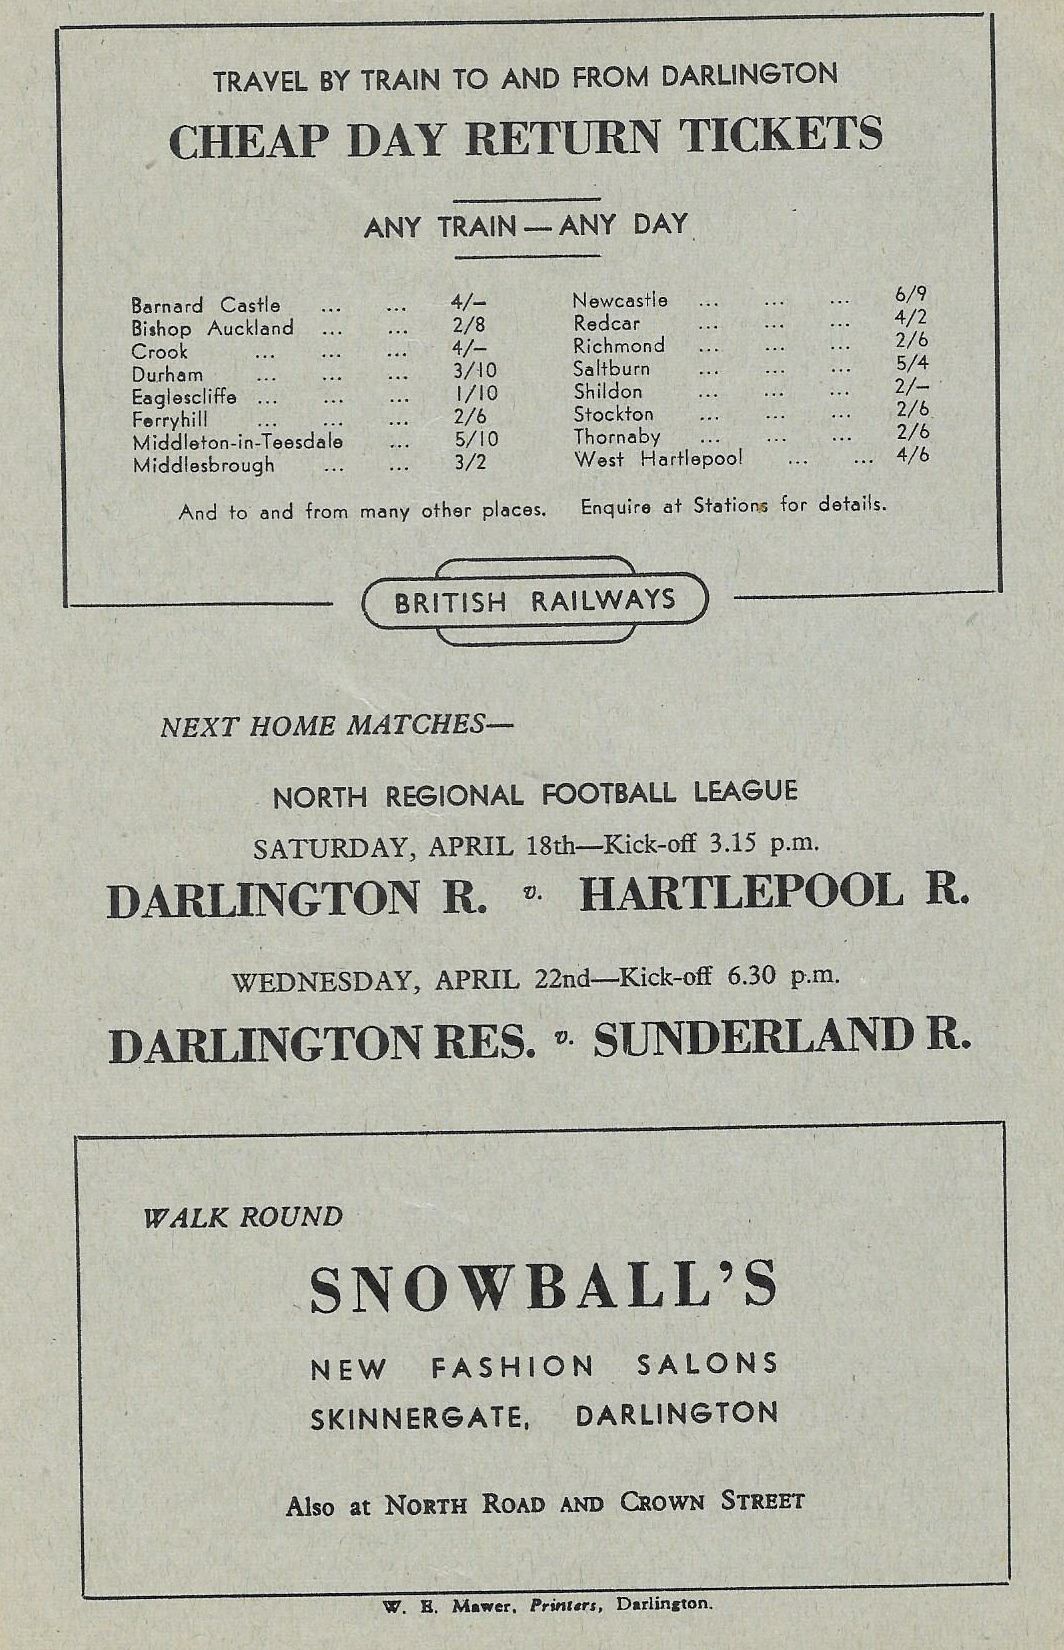 TRAVEL BY TRAIN TO AND FROM DARLINGTON
CHEAP DAY RETURN TICKETS
ANY TRAIN — ANY DAY
Barnard Castle ... ... 4/–
Bishop Auckland ... ... 2/8
Crook ... ... ... 4/–
Durham ... ... ... 3/10
Eaglescliffe ... ... ... 1/10
Ferryhill ... ... ... 2/6
Middleton-in-Teesdale ... 5/10
Middlesbrough ... ... 3/2
Newcastle ... ... ... 6/9
Redcar ... ... ... 4/2
Richmond ... ... ... 2/6
Saltburn ... ... ... 5/4
Shildon ... ... ... 2/–
Stockton ... ... ... 2/6
Thornaby ... ... ... 2/6
West Hartlepool ... ... 4/6
And to and from many other places. Enquire at Stations for details.
BRITISH RAILWAYS
NEXT HOME MATCHES—
NORTH REGIONAL FOOTBALL LEAGUE
SATURDAY, APRIL 18th—Kick-off 3.15 p.m.
DARLINGTON R. v. HARTLEPOOL R.
WEDNESDAY, APRIL 22nd—Kick-off 6.30 p.m.
DARLINGTON RES. v. SUNDERLAND R.
WALK ROUND
SNOWBALL'S
NEW FASHION SALONS
SKINNERGATE, DARLINGTON
Also at NORTH ROAD AND CROWN STREET
W. E. Mawer, Printers, Darlington.